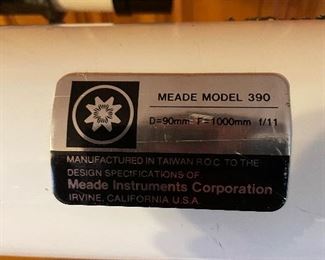 MEADE MODEL 390
D=90mm F=1000mm f/11
MANUFACTURED IN TAIWAN R.O.C. TO THE
DESIGN SPECIFICATIONS OF
Meade Instruments Corporation
IRVINE, CALIFORNIA U.S.A.